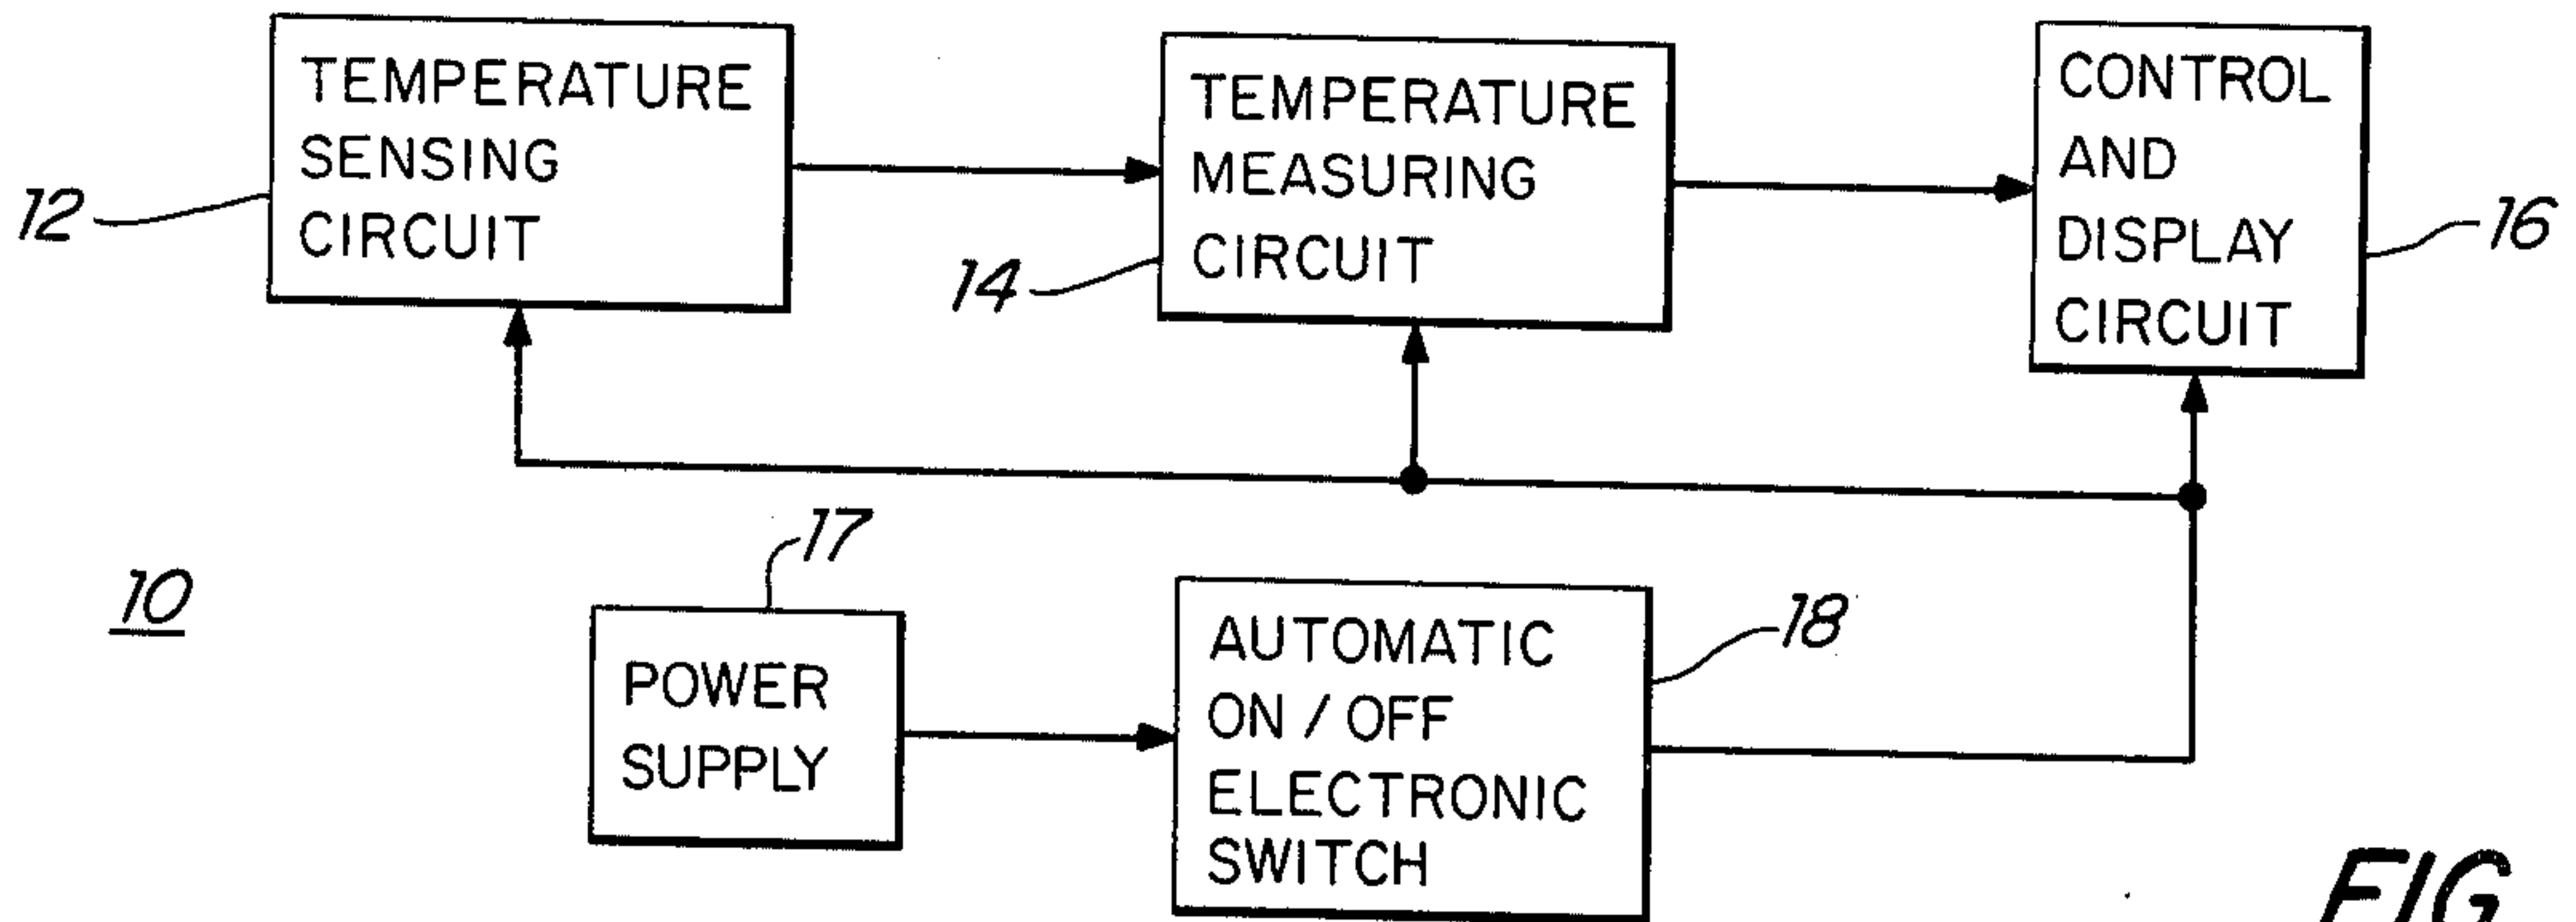 TEMPERATURE
SENSING
CIRCUIT
12
TEMPERATURE
MEASURING
CIRCUIT
14
CONTROL
AND
DISPLAY
CIRCUIT
16
10
17
POWER
SUPPLY
AUTOMATIC
ON / OFF
ELECTRONIC
SWITCH
18
FIG